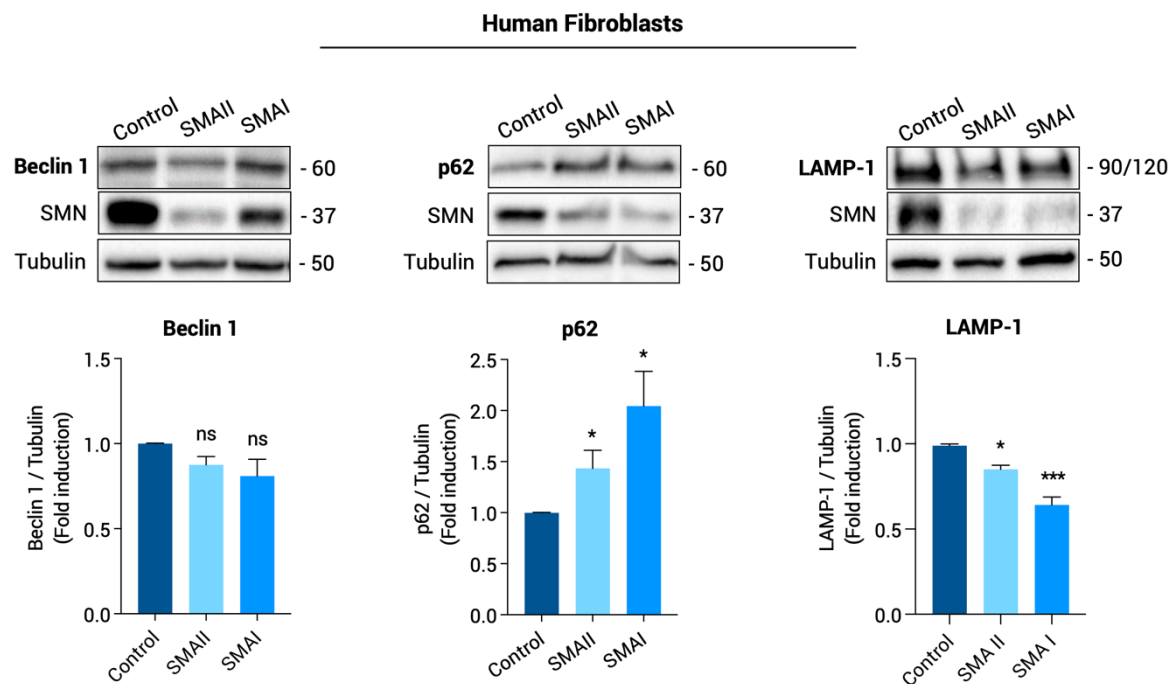 Human Fibroblasts
Control SMAII SMAI
Beclin 1 - 60
SMN - 37
Tubulin - 50
Control SMAII SMAI
p62 - 60
SMN - 37
Tubulin - 50
Control SMAII SMAI
LAMP-1 - 90/120
SMN - 37
Tubulin - 50
Beclin 1
Beclin 1 / Tubulin
(Fold induction)
1.5
1.0
0.5
0.0
ns ns
Control SMAII SMAI
p62
p62 / Tubulin
(Fold induction)
2.5
2.0
1.5
1.0
0.5
0.0
* *
Control SMAII SMAI
LAMP-1
LAMP-1 / Tubulin
(Fold induction)
1.5
1.0
0.5
0.0
* ***
Control SMA II SMA I